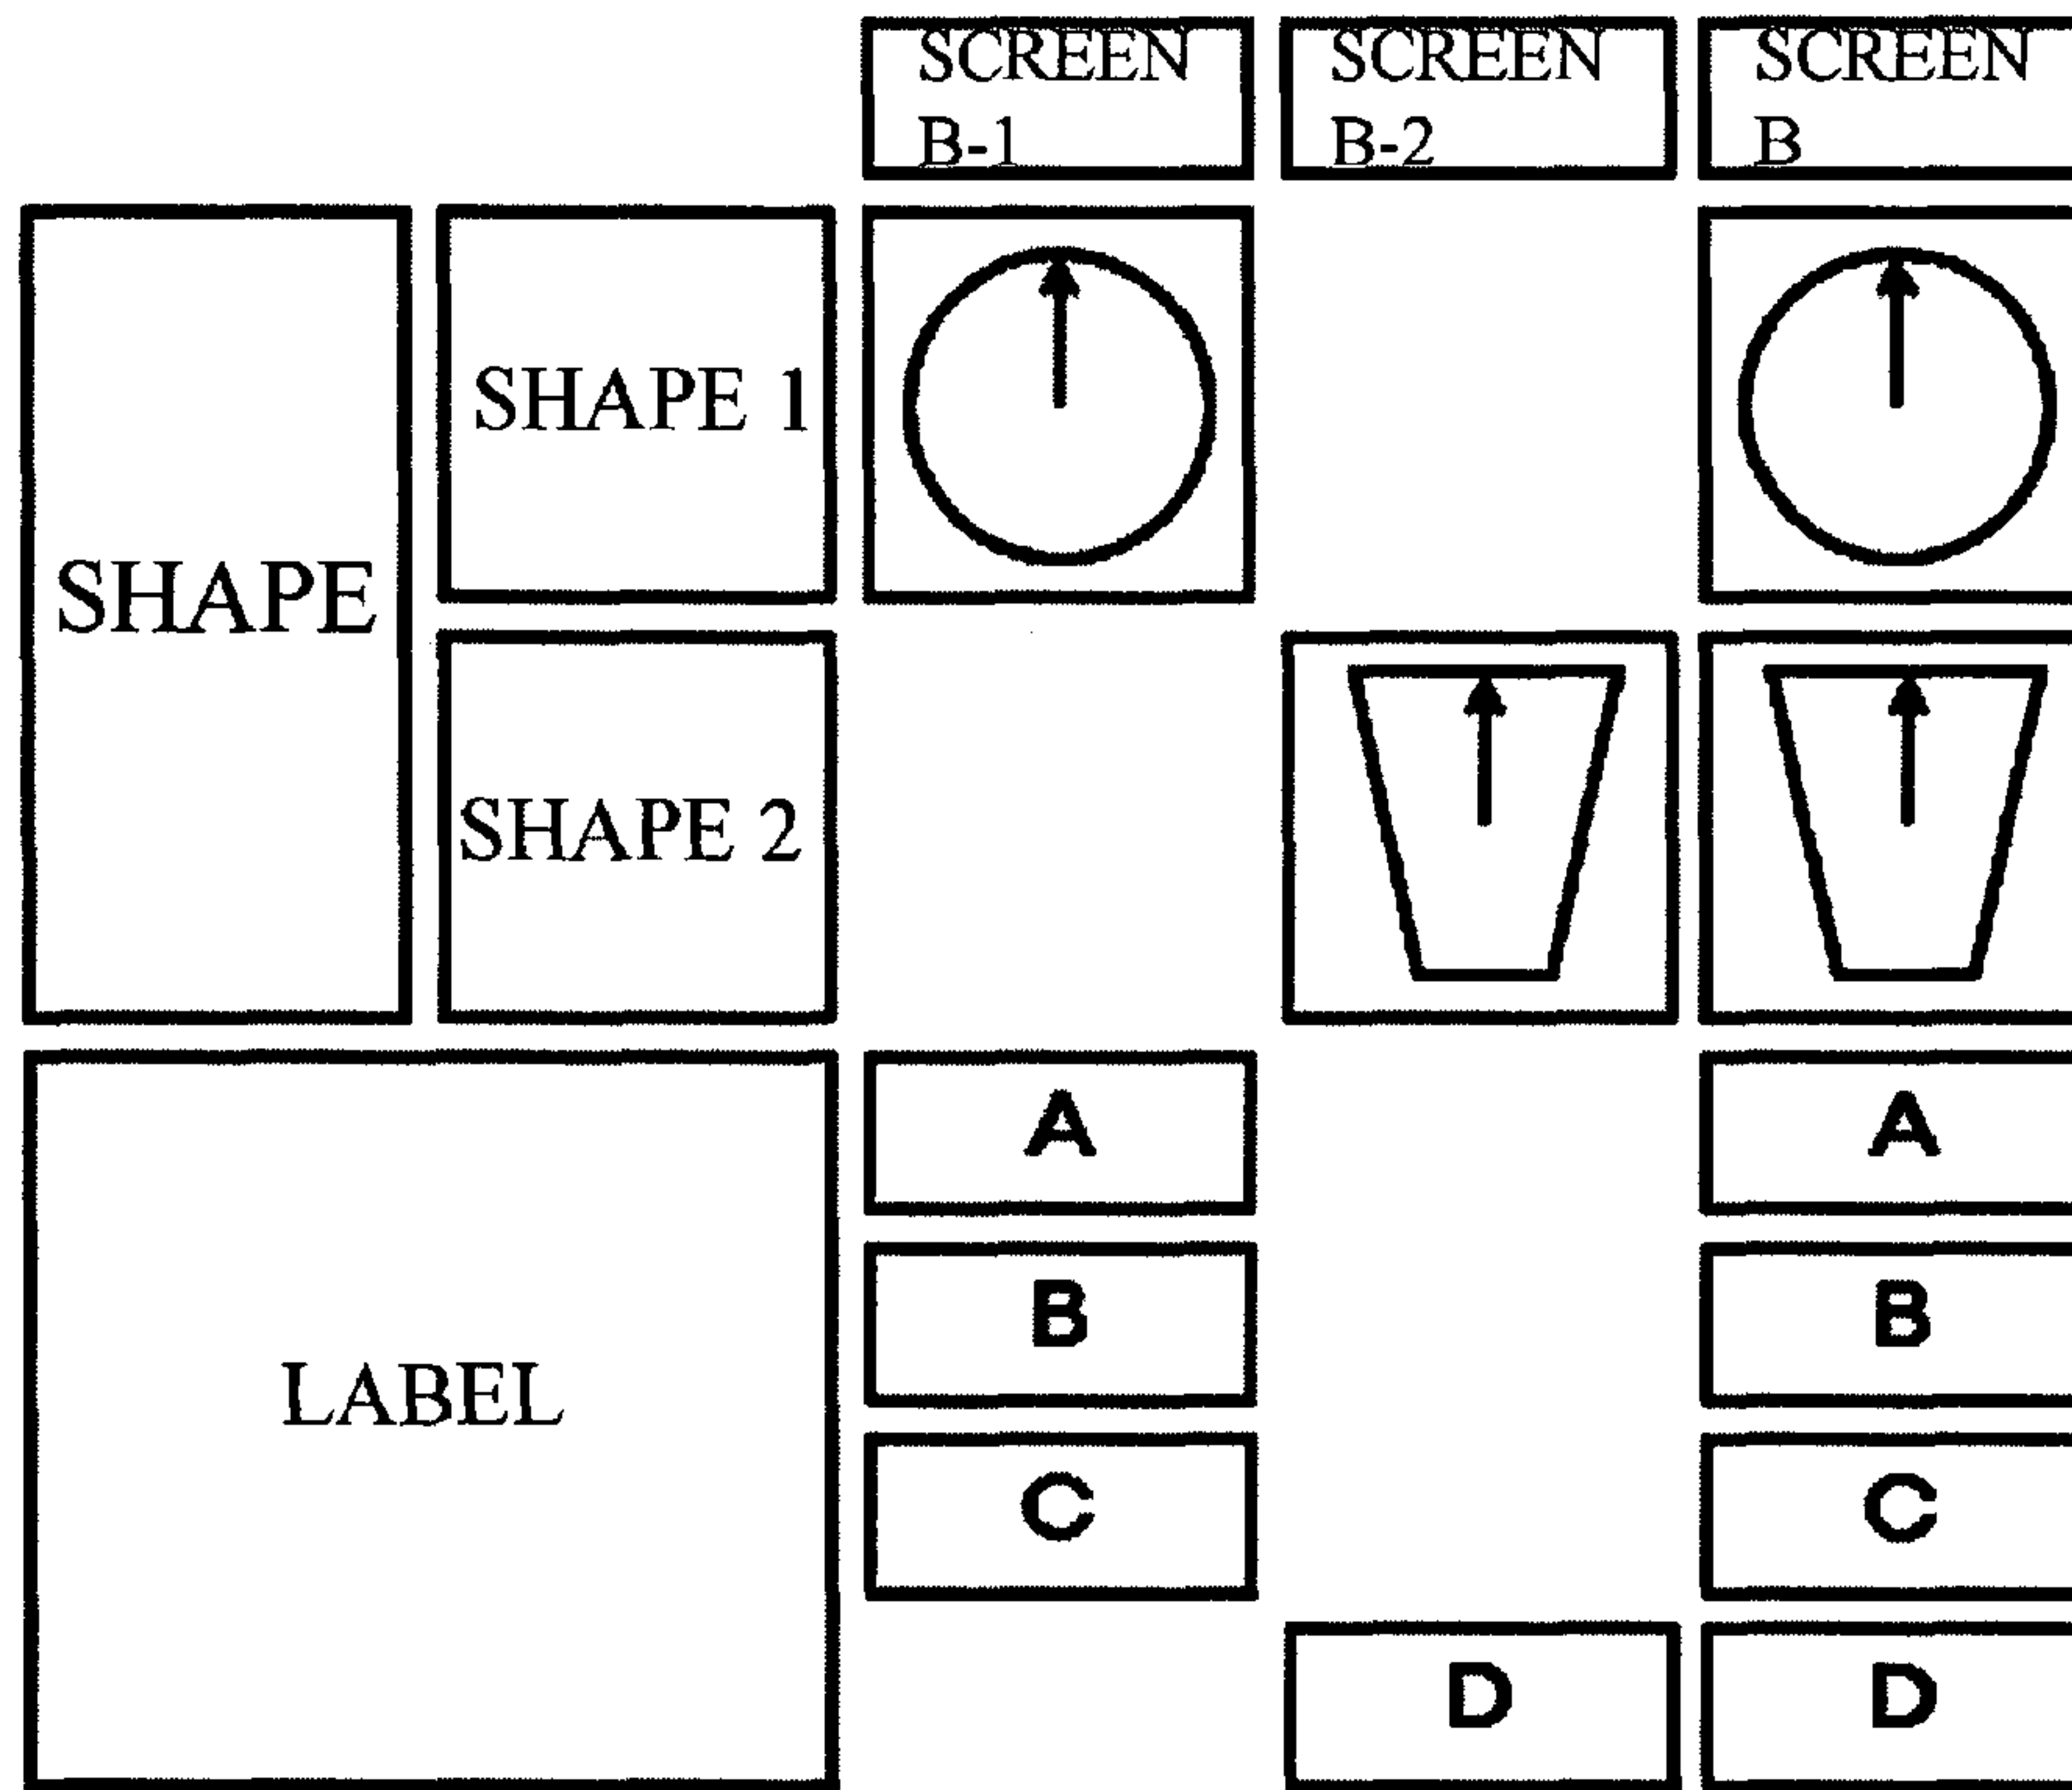 SCREEN
B-1
SCREEN
B-2
SCREEN
B
SHAPE
SHAPE 1
SHAPE 2
LABEL
A
A
B
B
C
C
D
D